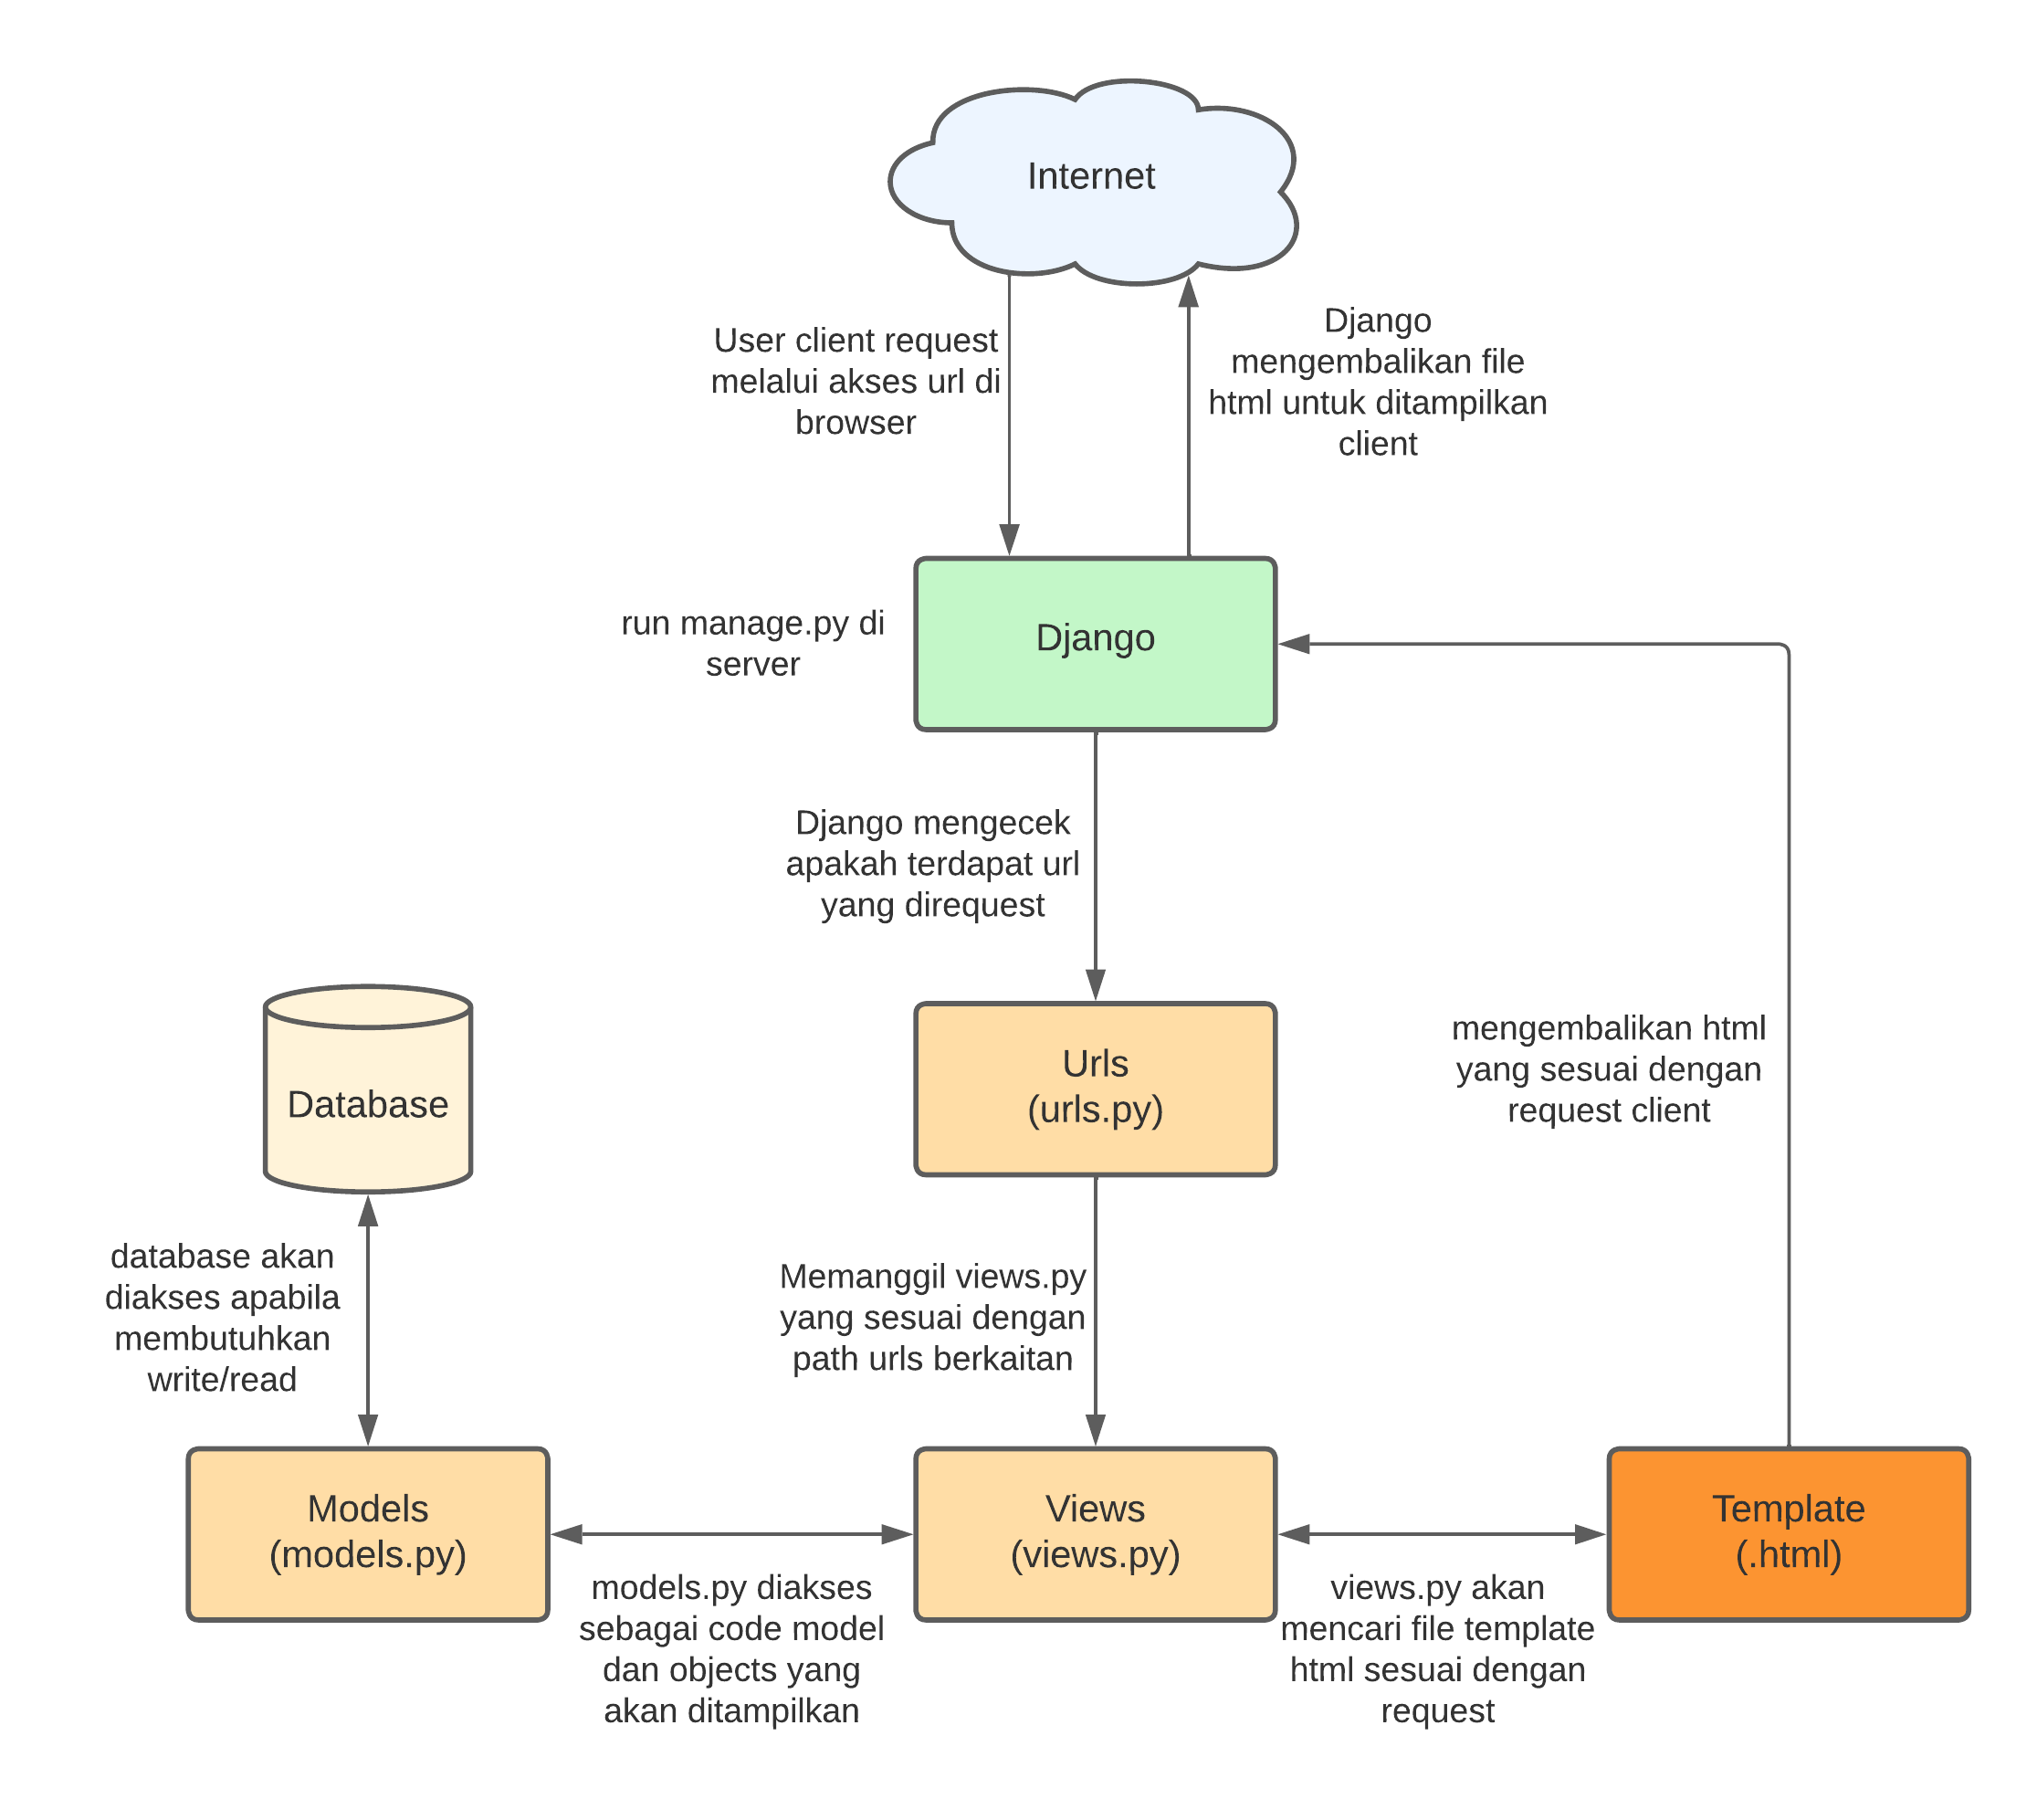 Internet
User client request
melalui akses url di
browser
Django
mengembalikan file
html untuk ditampilkan
client
run manage.py di
server
Django
Django mengecek
apakah terdapat url
yang direquest
Urls
(urls.py)
mengembalikan html
yang sesuai dengan
request client
Database
database akan
diakses apabila
membutuhkan
write/read
Memanggil views.py
yang sesuai dengan
path urls berkaitan
Models
(models.py)
Views
(views.py)
Template
(.html)
models.py diakses
sebagai code model
dan objects yang
akan ditampilkan
views.py akan
mencari file template
html sesuai dengan
request